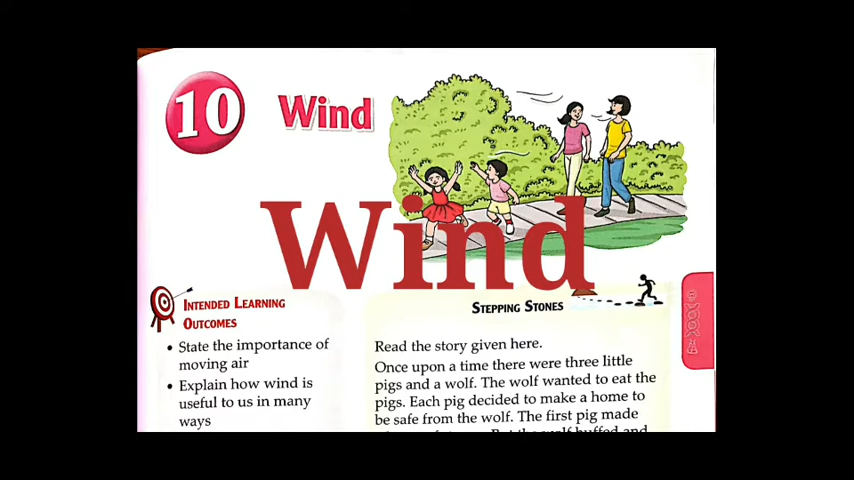 10
Wind
Wind
INTENDED LEARNING
OUTCOMES
• State the importance of
moving air
• Explain how wind is
useful to us in many
ways
STEPPING STONES
Read the story given here.
Once upon a time there were three little
pigs and a wolf. The wolf wanted to eat the
pigs. Each pig decided to make a home to
be safe from the wolf. The first pig made